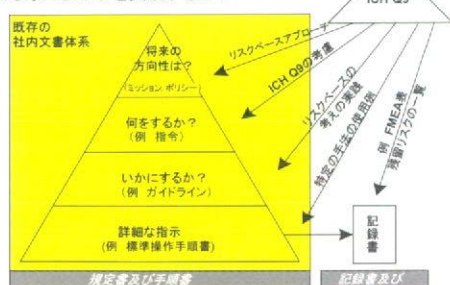 ICH Q9
既存の
社内文書体系
将来の
方向性は?
(ミッション、ポリシー)
何をするか?
(例 指令)
いかにするか?
(例 ガイドライン)
詳細な指示
(例 標準操作手順書)
リスクベースアプローチ
ICH Q9の考慮
リスクベースの
考えの実践
特定の手法の使用例
例 FMEA表
残留リスクの一覧
記
録
書
規定書及び手順書
記録書及び